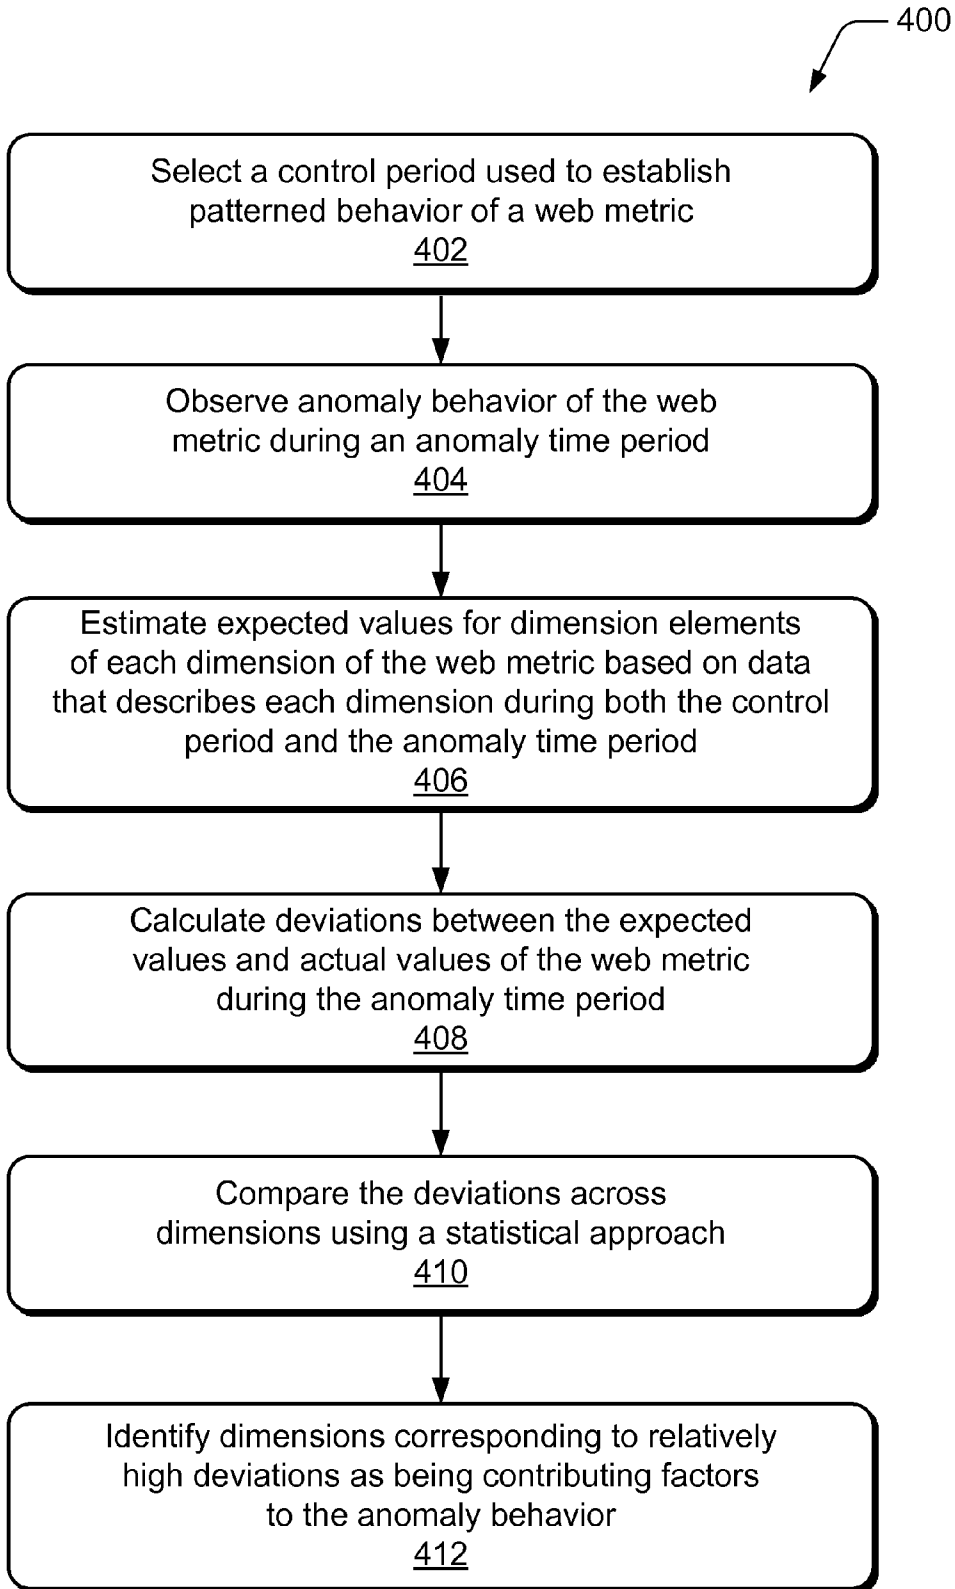 400
Select a control period used to establish
patterned behavior of a web metric
402
Observe anomaly behavior of the web
metric during an anomaly time period
404
Estimate expected values for dimension elements
of each dimension of the web metric based on data
that describes each dimension during both the control
period and the anomaly time period
406
Calculate deviations between the expected
values and actual values of the web metric
during the anomaly time period
408
Compare the deviations across
dimensions using a statistical approach
410
Identify dimensions corresponding to relatively
high deviations as being contributing factors
to the anomaly behavior
412